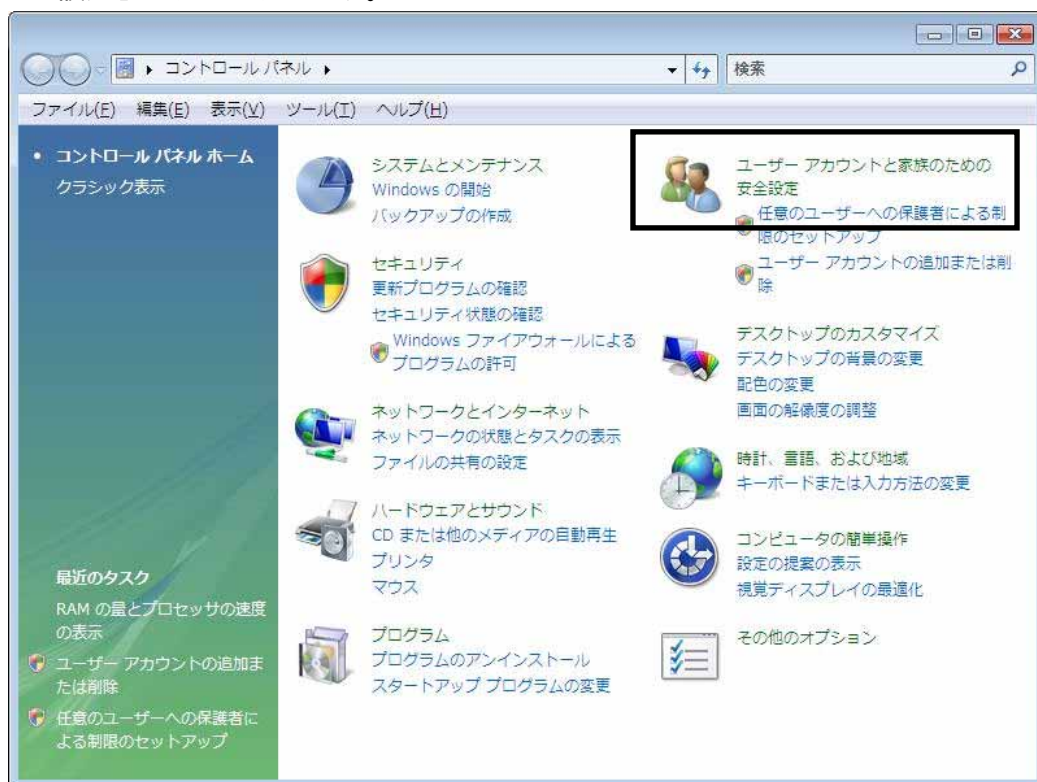 コントロール パネル
検索
ファイル(F) 編集(E) 表示(V) ツール(T) ヘルプ(H)
コントロール パネル ホーム
クラシック表示
最近のタスク
RAM の量とプロセッサの速度
の表示
ユーザー アカウントの追加ま
たは削除
任意のユーザーへの保護者に
よる制限のセットアップ
システムとメンテナンス
Windows の開始
バックアップの作成
セキュリティ
更新プログラムの確認
セキュリティ状態の確認
Windows ファイアウォールによる
プログラムの許可
ネットワークとインターネット
ネットワークの状態とタスクの表示
ファイルの共有の設定
ハードウェアとサウンド
CD または他のメディアの自動再生
プリンタ
マウス
プログラム
プログラムのアンインストール
スタートアップ プログラムの変更
ユーザー アカウントと家族のための
安全設定
任意のユーザーへの保護者による制
限のセットアップ
ユーザー アカウントの追加または削
除
デスクトップのカスタマイズ
デスクトップの背景の変更
配色の変更
画面の解像度の調整
時計、言語、および地域
キーボードまたは入力方法の変更
コンピュータの簡単操作
設定の提案の表示
視覚ディスプレイの最適化
その他のオプション